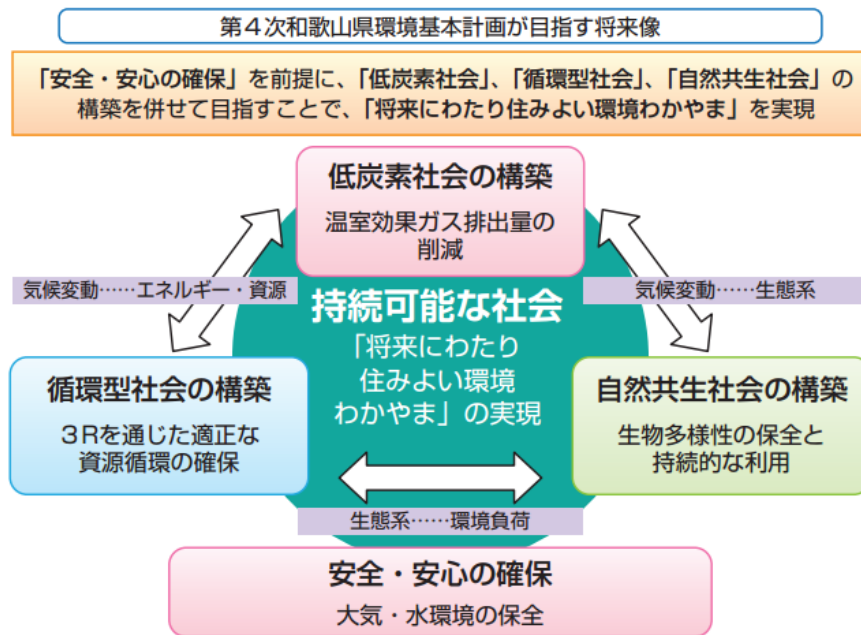 第４次和歌山県環境基本計画が目指す将来像
「安全・安心の確保」を前提に、「低炭素社会」、「循環型社会」、「自然共生社会」の
構築を併せて目指すことで、「将来にわたり住みよい環境わかやま」を実現
低炭素社会の構築
温室効果ガス排出量の
削減
気候変動……エネルギー・資源
気候変動……生態系
持続可能な社会
「将来にわたり
住みよい環境
わかやま」の実現
循環型社会の構築
３Rを通じた適正な
資源循環の確保
自然共生社会の構築
生物多様性の保全と
持続的な利用
生態系……環境負荷
安全・安心の確保
大気・水環境の保全